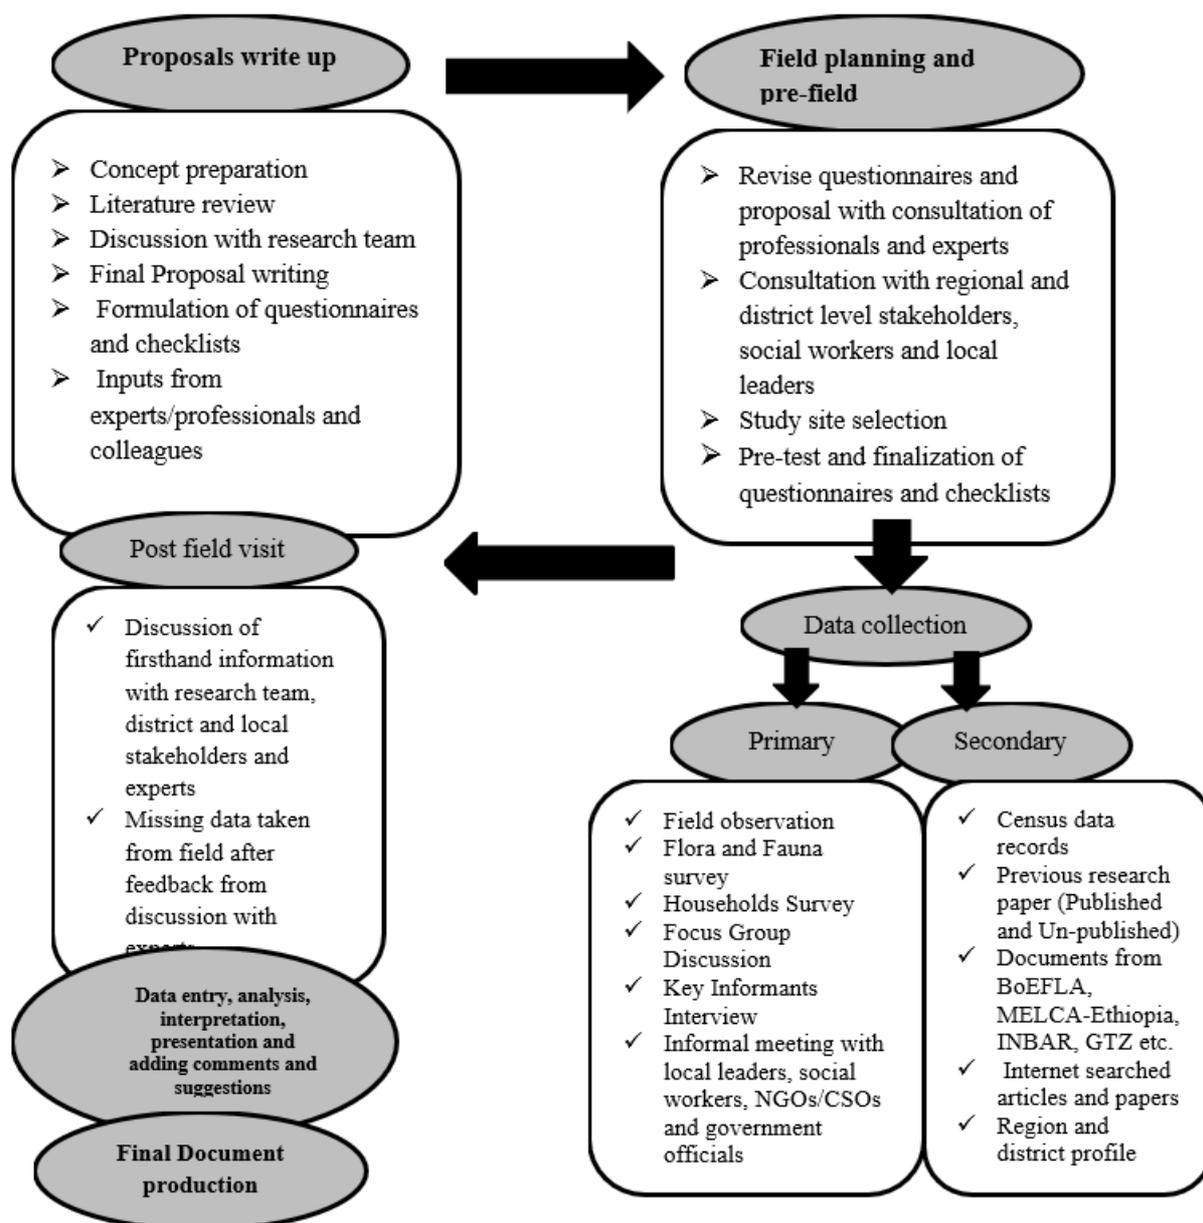 Proposals write up
➢ Concept preparation
➢ Literature review
➢ Discussion with research team
➢ Final Proposal writing
➢ Formulation of questionnaires
and checklists
➢ Inputs from
experts/professionals and
colleagues
Field planning and
pre-field
➢ Revise questionnaires and
proposal with consultation of
professionals and experts
➢ Consultation with regional and
district level stakeholders,
social workers and local
leaders
➢ Study site selection
➢ Pre-test and finalization of
questionnaires and checklists
Data collection
Primary
✓ Field observation
✓ Flora and Fauna
survey
✓ Households Survey
✓ Focus Group
Discussion
✓ Key Informants
Interview
✓ Informal meeting with
local leaders, social
workers, NGOs/CSOs
and government
officials
Secondary
✓ Census data
records
✓ Previous research
paper (Published
and Un-published)
✓ Documents from
BoEFLA,
MELCA-Ethiopia,
INBAR, GTZ etc.
✓ Internet searched
articles and papers
✓ Region and
district profile
Post field visit
✓ Discussion of
firsthand information
with research team,
district and local
stakeholders and
experts
✓ Missing data taken
from field after
feedback from
discussion with
experts
Data entry, analysis,
interpretation,
presentation and
adding comments and
suggestions
Final Document
production